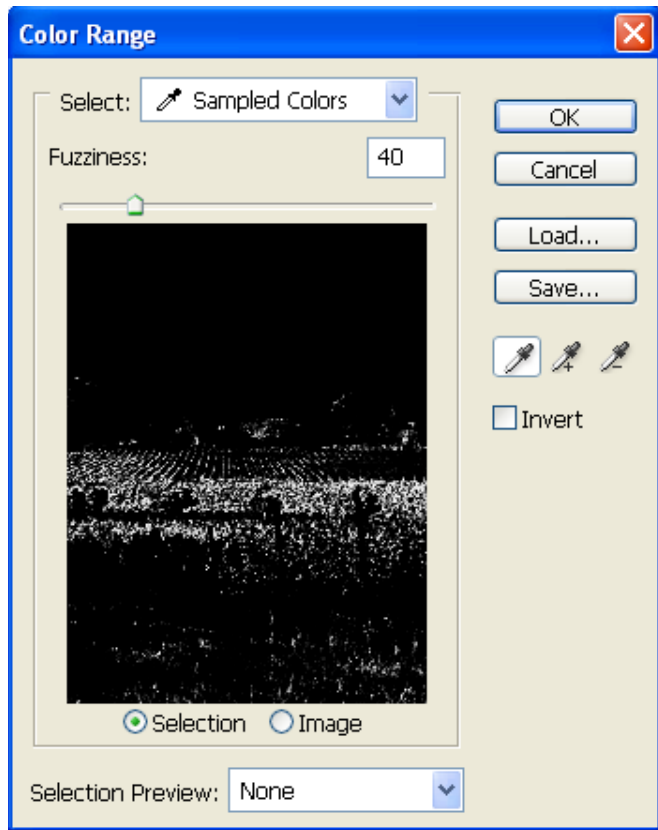 Color Range
Select: Sampled Colors
Fuzziness: 40
OK
Cancel
Load...
Save...
Invert
Selection Image
Selection Preview: None